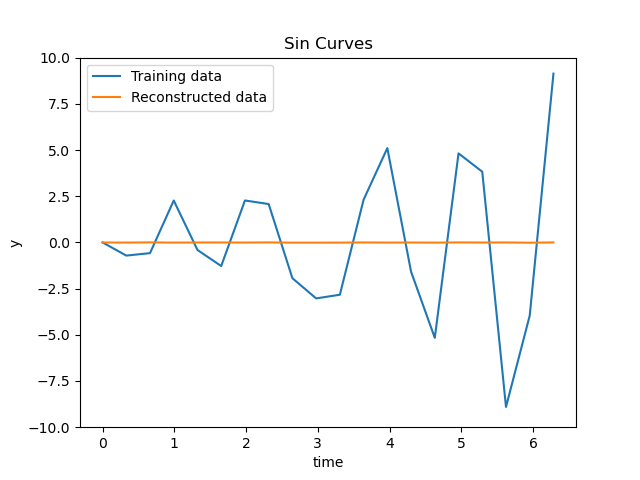 Sin Curves
Training data
Reconstructed data
10.0
7.5
5.0
2.5
0.0
−2.5
−5.0
−7.5
−10.0
y
0 1 2 3 4 5 6
time